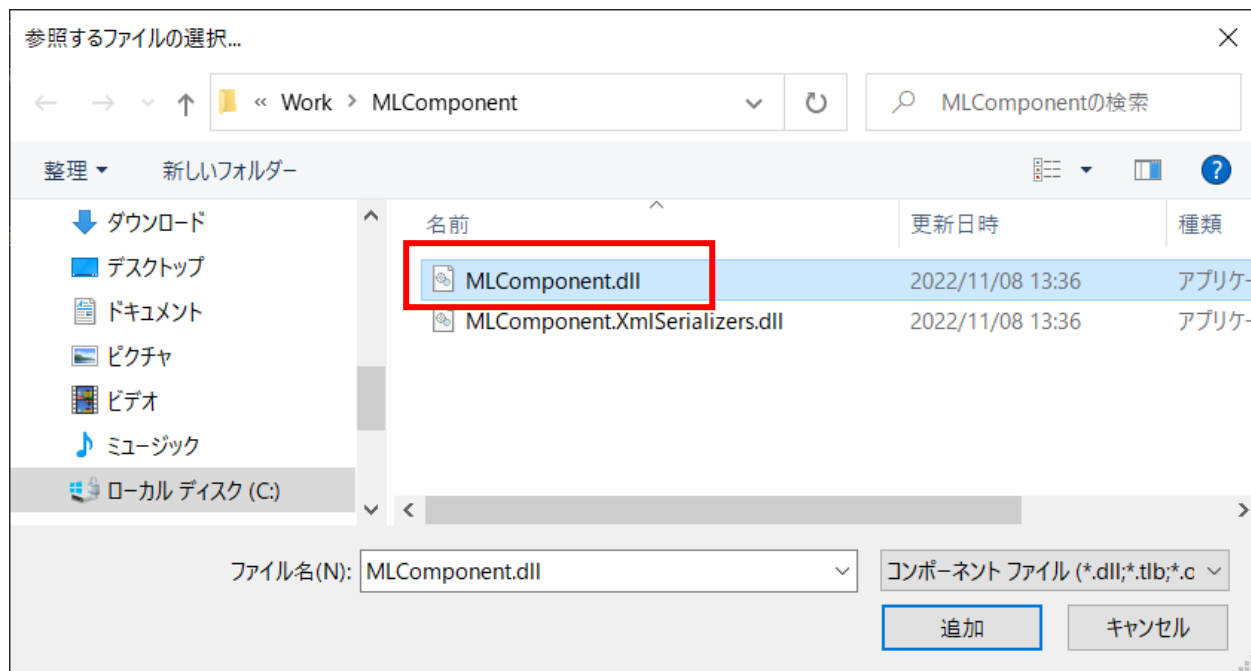 参照するファイルの選択...
« Work > MLComponent
MLComponentの検索
整理 新しいフォルダー
?
ダウンロード
デスクトップ
ドキュメント
ピクチャ
ビデオ
ミュージック
ローカル ディスク (C:)
名前 更新日時 種類
MLComponent.dll 2022/11/08 13:36 アプリケ
MLComponent.XmlSerializers.dll 2022/11/08 13:36 アプリケ
ファイル名(N): MLComponent.dll コンポーネント ファイル (*.dll;*.tlb;*.o
追加 キャンセル